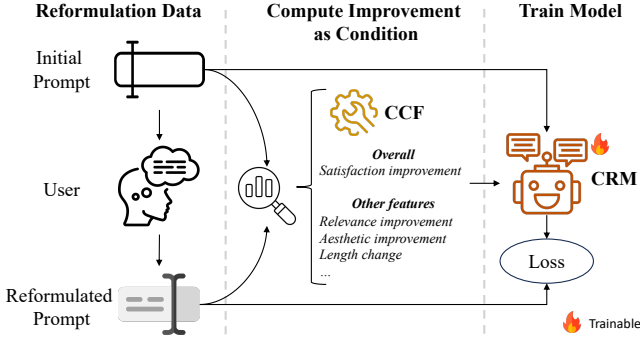 Reformulation Data
Compute Improvement
as Condition
Train Model
Initial
Prompt
User
Reformulated
Prompt
CCF
Overall
Satisfaction improvement
Other features
Relevance improvement
Aesthetic improvement
Length change
...
CRM
Loss
Trainable